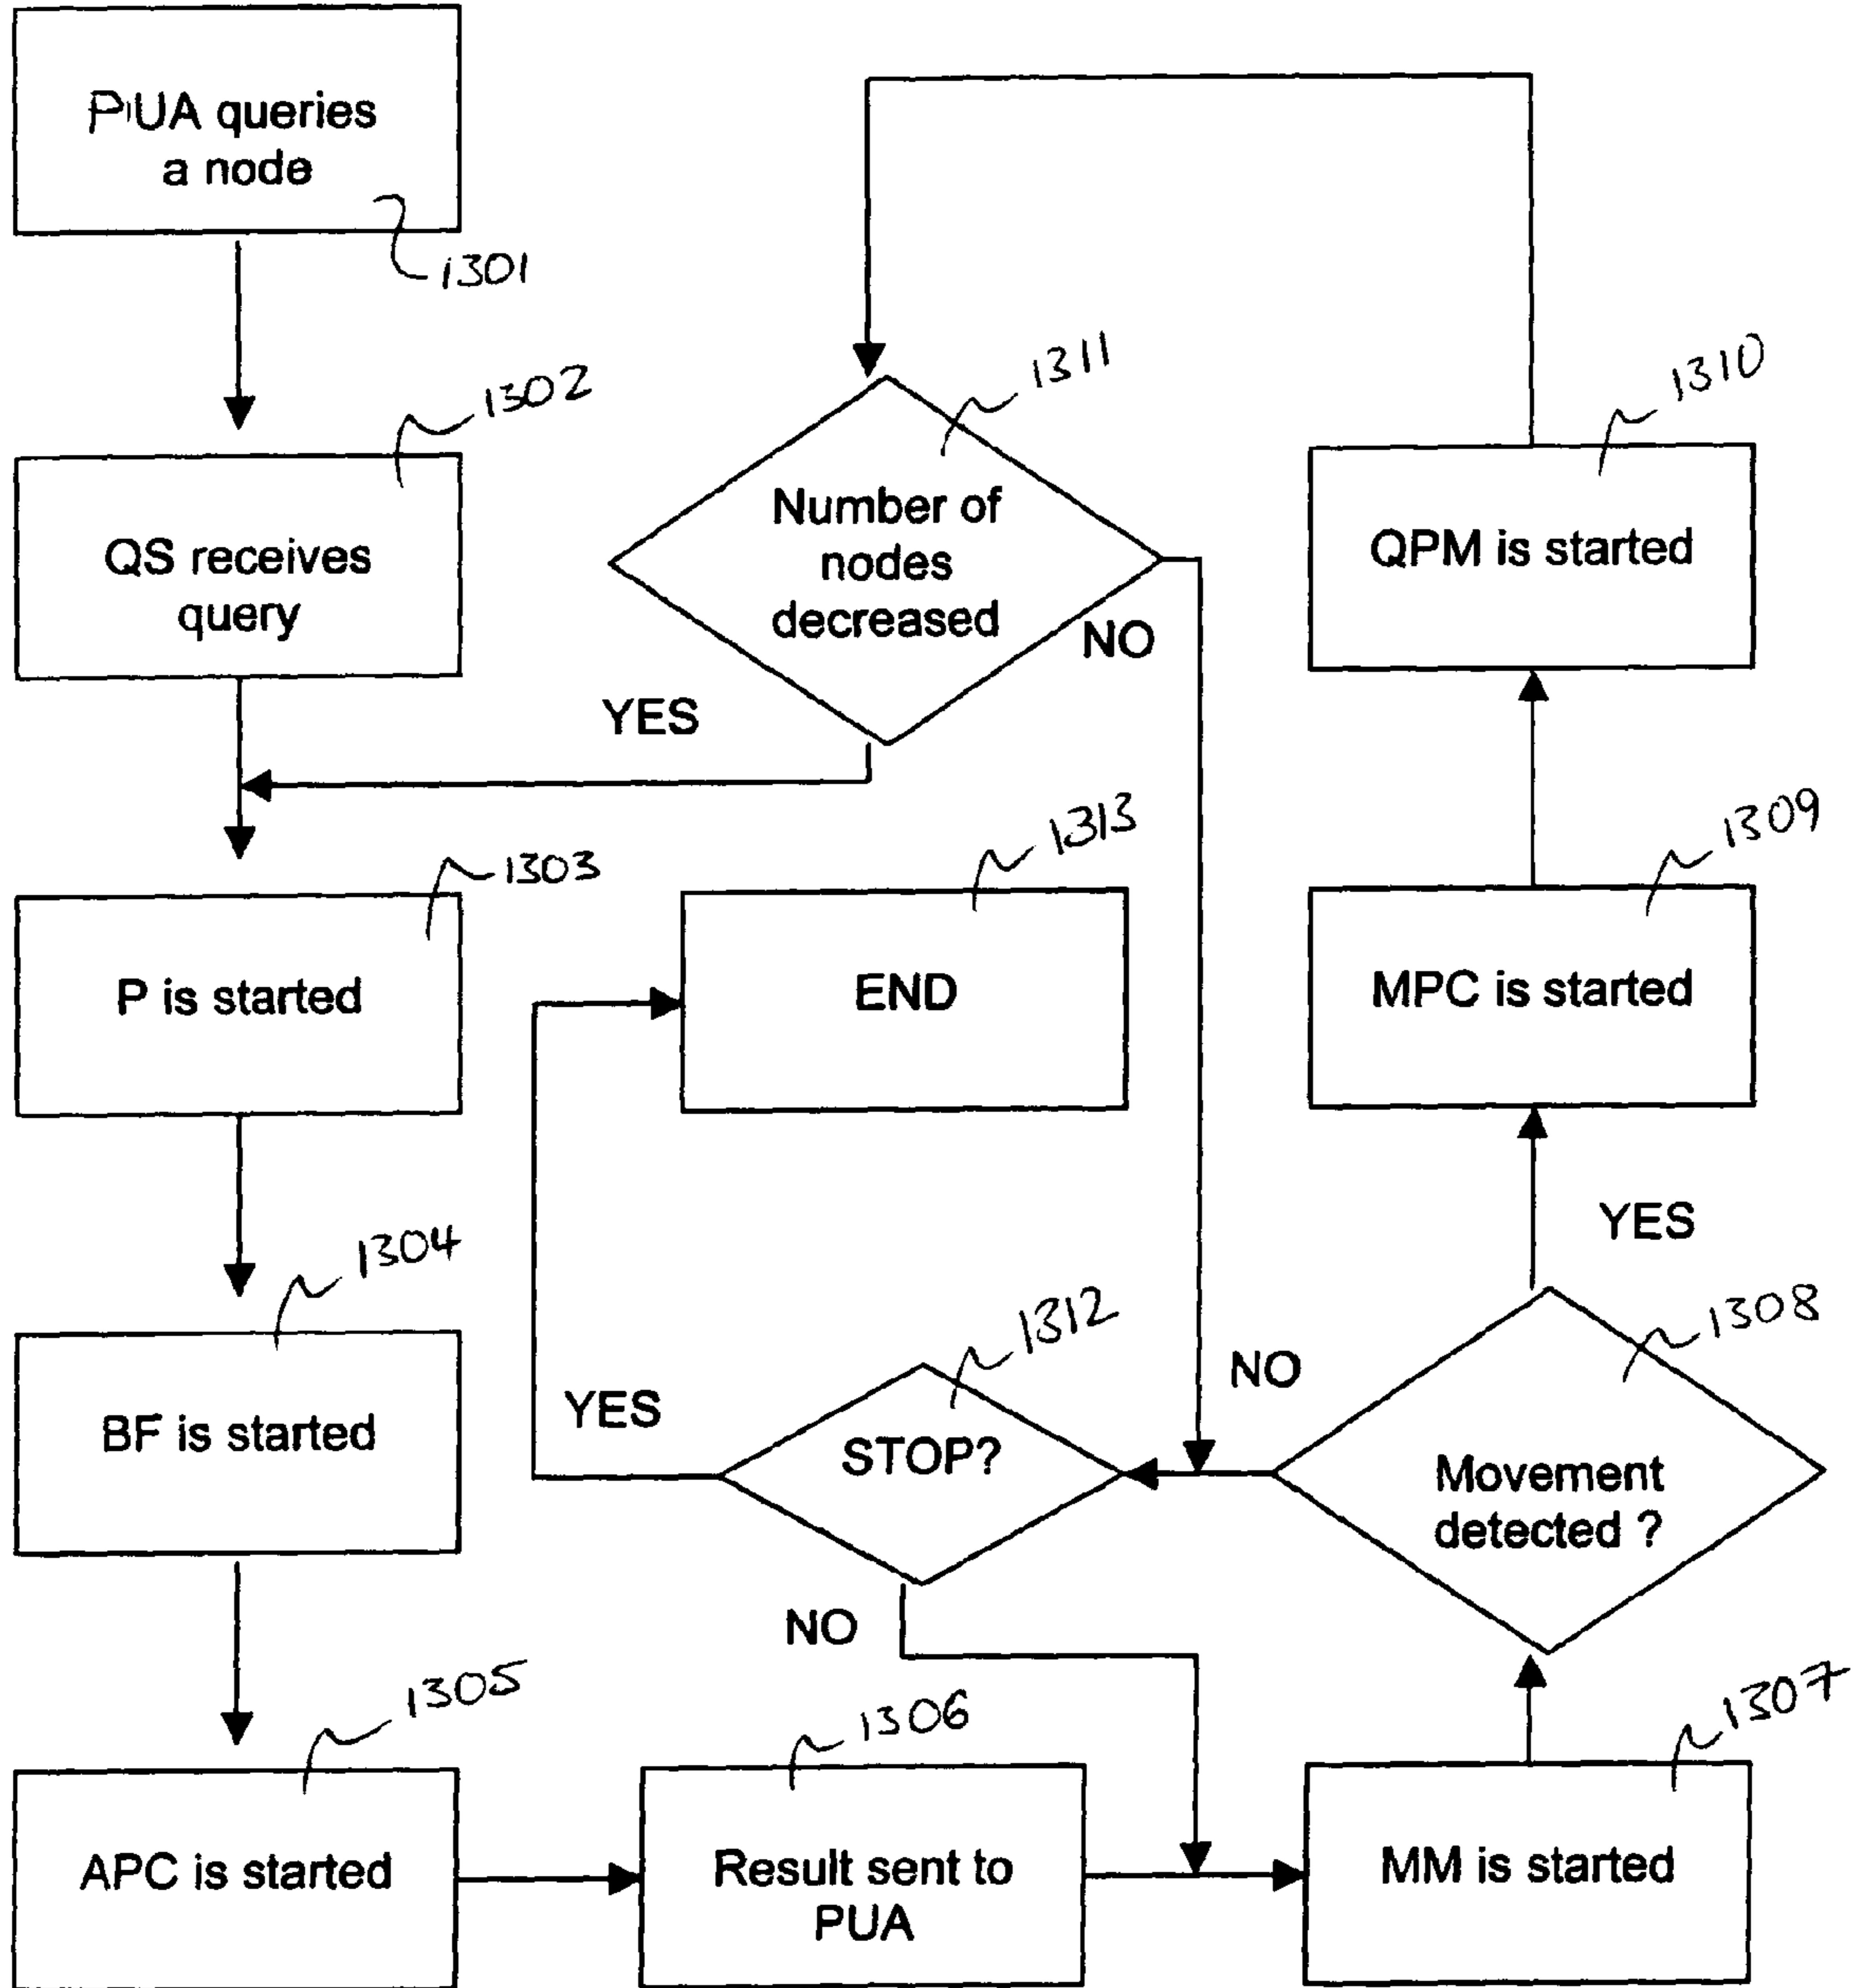 PUA queries
a node
1301
1302
QS receives
query
1311
Number of
nodes
decreased
NO
YES
1310
QPM is started
1303
P is started
1313
END
1309
MPC is started
YES
1304
BF is started
1312
STOP?
YES
NO
NO
1308
Movement
detected ?
1305
APC is started
1306
Result sent to
PUA
1307
MM is started